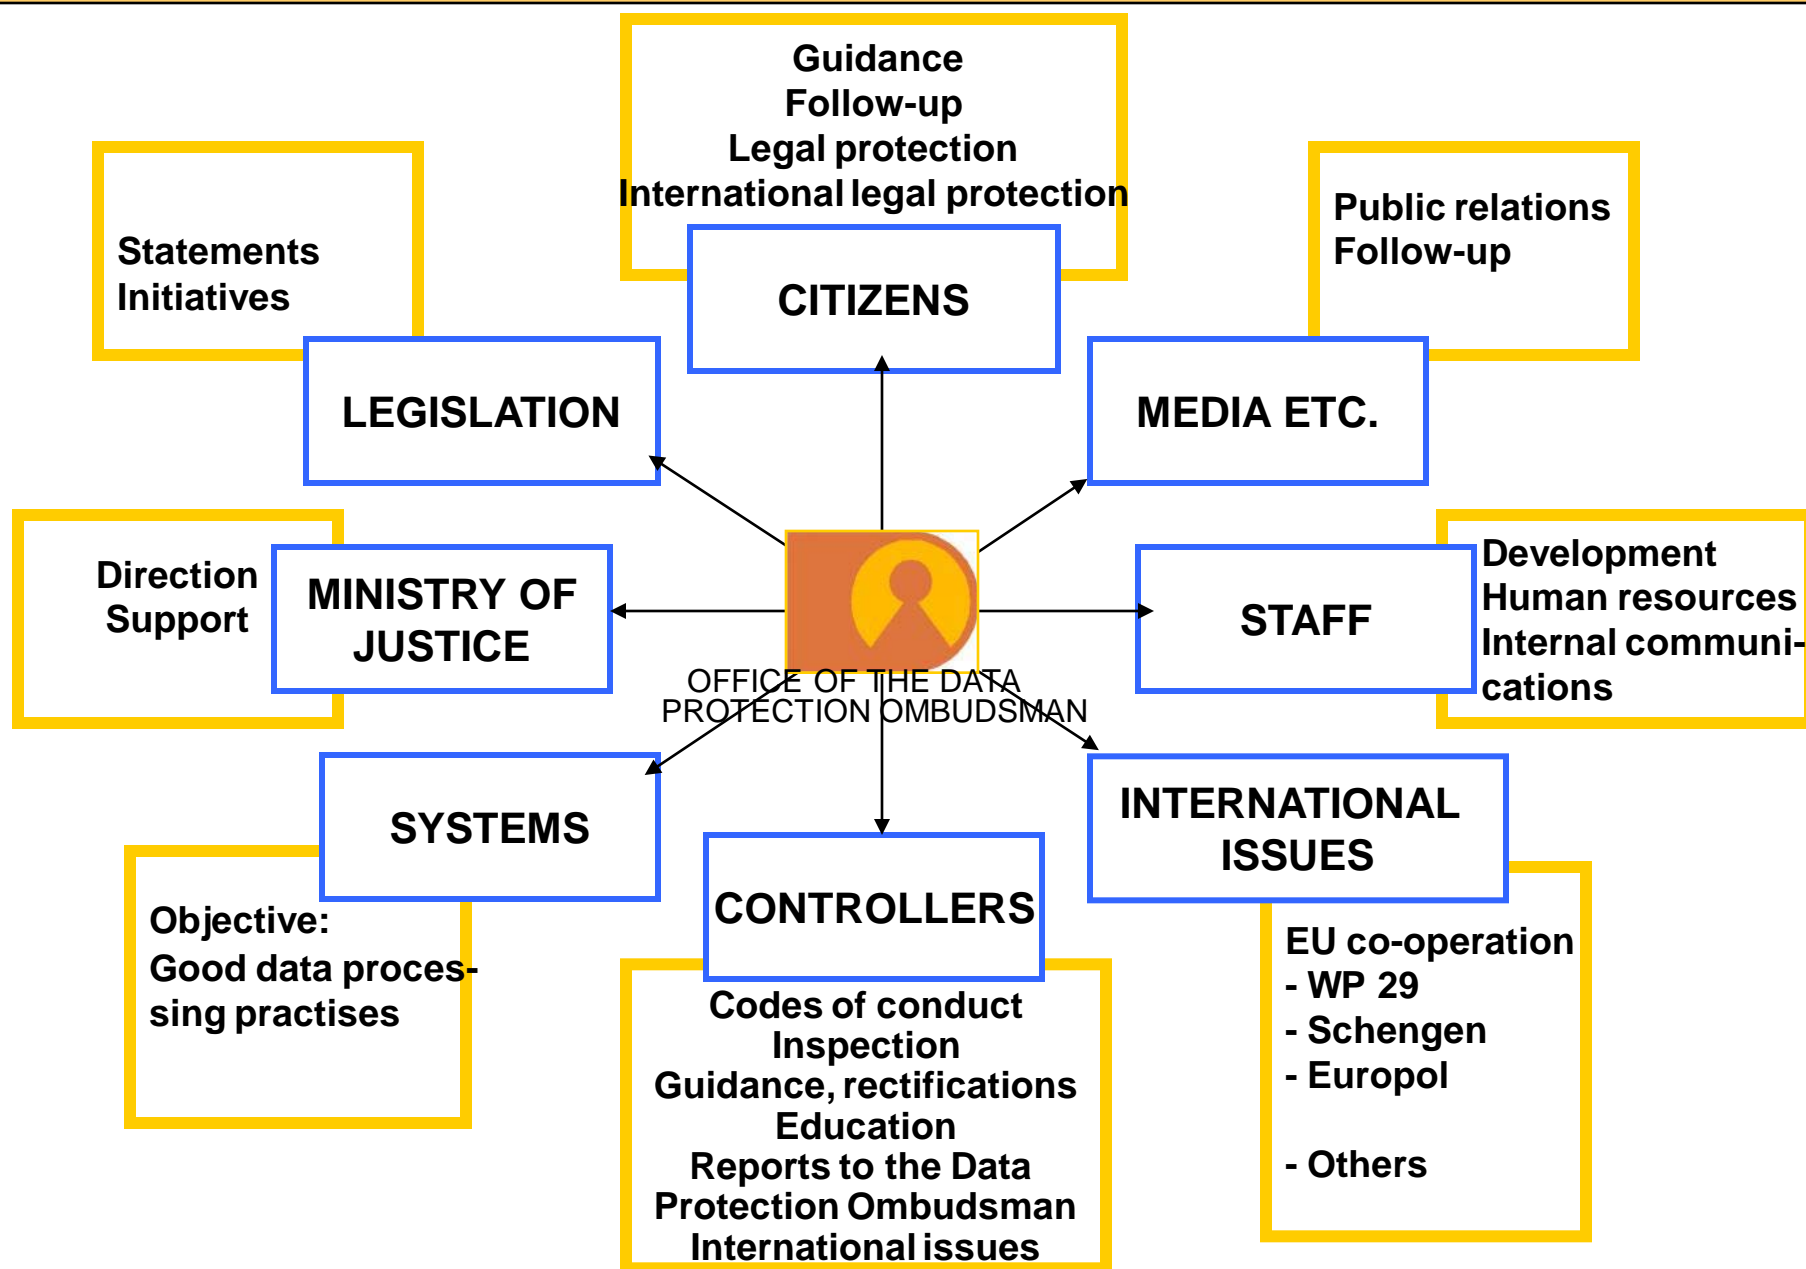 Guidance
Follow-up
Legal protection
International legal protection
CITIZENS
Statements
Initiatives
LEGISLATION
Public relations
Follow-up
MEDIA ETC.
Direction
Support
MINISTRY OF
JUSTICE
OFFICE OF THE DATA
PROTECTION OMBUDSMAN
STAFF
Development
Human resources
Internal communi-
cations
SYSTEMS
Objective:
Good data proces-
sing practises
CONTROLLERS
Codes of conduct
Inspection
Guidance, rectifications
Education
Reports to the Data
Protection Ombudsman
International issues
INTERNATIONAL
ISSUES
EU co-operation
- WP 29
- Schengen
- Europol
- Others